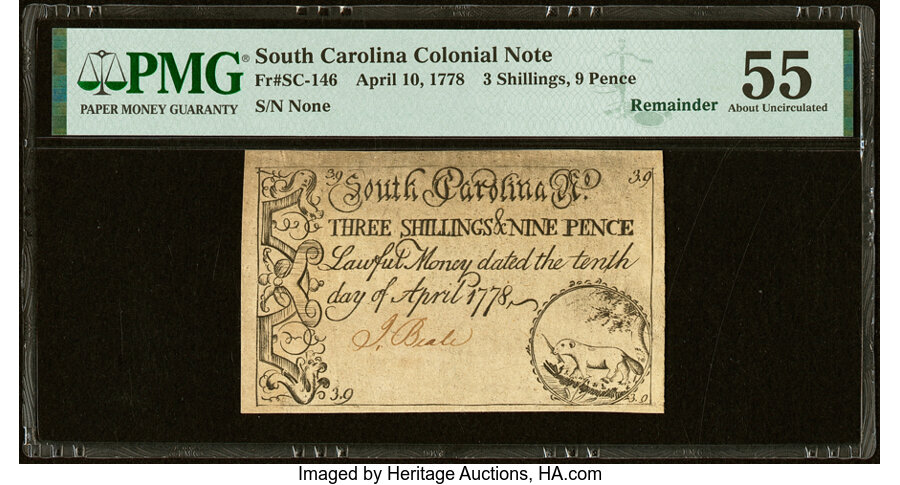 PMG®
PAPER MONEY GUARANTY
South Carolina Colonial Note
Fr#SC-146 April 10, 1778 3 Shillings, 9 Pence
S/N None
Remainder
55
About Uncirculated
3.9 South Carolina No. 3.9
THREE SHILLINGS & NINE PENCE
Lawful Money dated the tenth
day of April 1778
J. Beale
3.9 3.9
Imaged by Heritage Auctions, HA.com